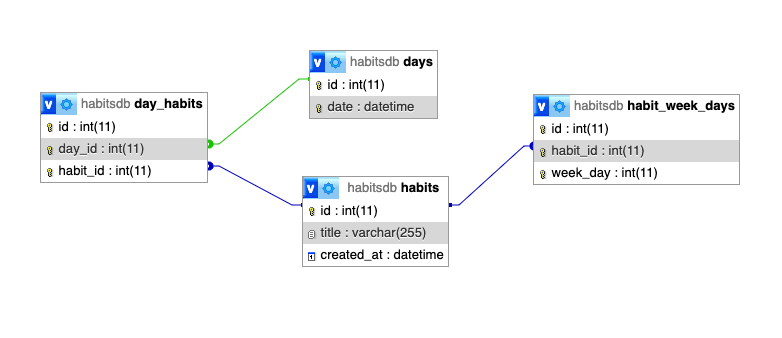 v habitsdb day_habits
id : int(11)
day_id : int(11)
habit_id : int(11)
v habitsdb days
id : int(11)
date : datetime
v habitsdb habits
id : int(11)
title : varchar(255)
created_at : datetime
v habitsdb habit_week_days
id : int(11)
habit_id : int(11)
week_day : int(11)